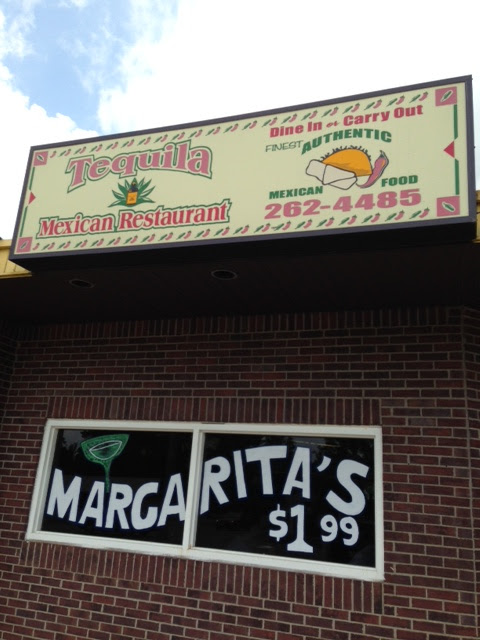 Tequila
Mexican Restaurant
Dine In or Carry Out
FINEST AUTHENTIC
MEXICAN FOOD
262-4485
MARGARITA'S
$1 99